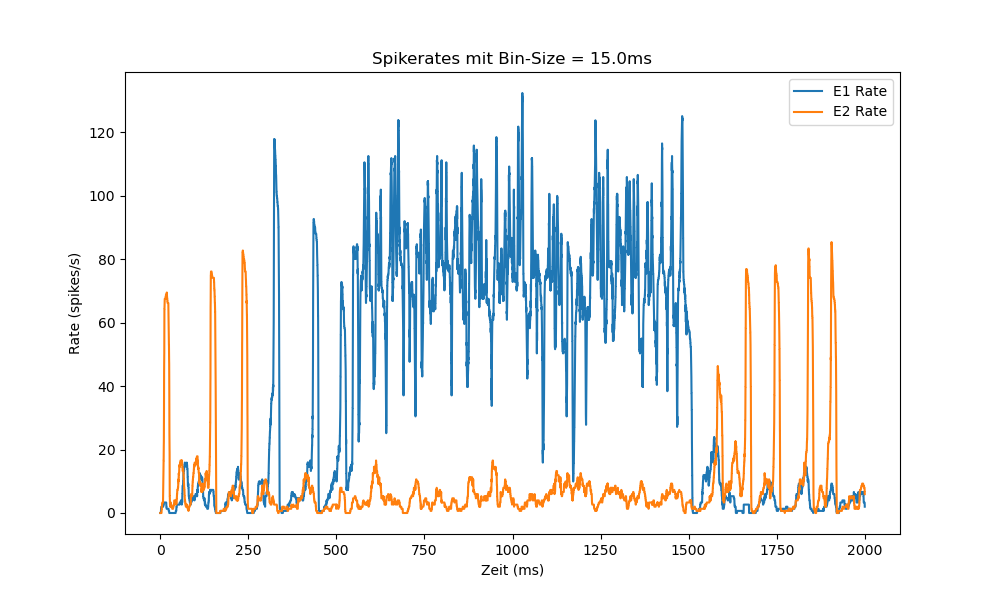 Spikerates mit Bin-Size = 15.0ms
E1 Rate
E2 Rate
Rate (spikes/s)
120
100
80
60
40
20
0
0 250 500 750 1000 1250 1500 1750 2000
Zeit (ms)